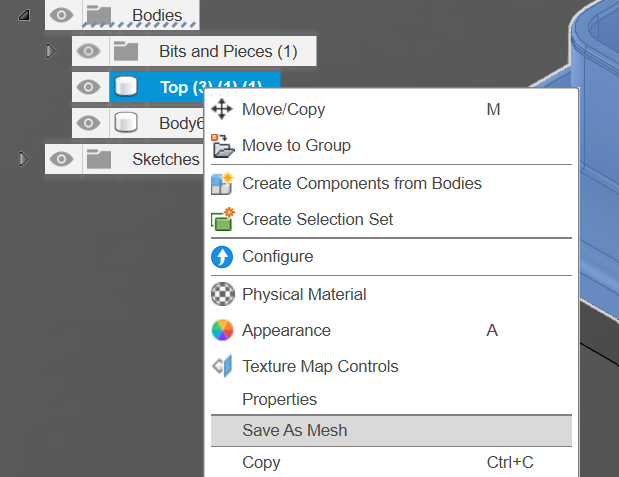 Bodies
Bits and Pieces (1)
Top (3) (1) (1)
Body6
Sketches
Move/Copy M
Move to Group
Create Components from Bodies
Create Selection Set
Configure
Physical Material
Appearance A
Texture Map Controls
Properties
Save As Mesh
Copy Ctrl+C